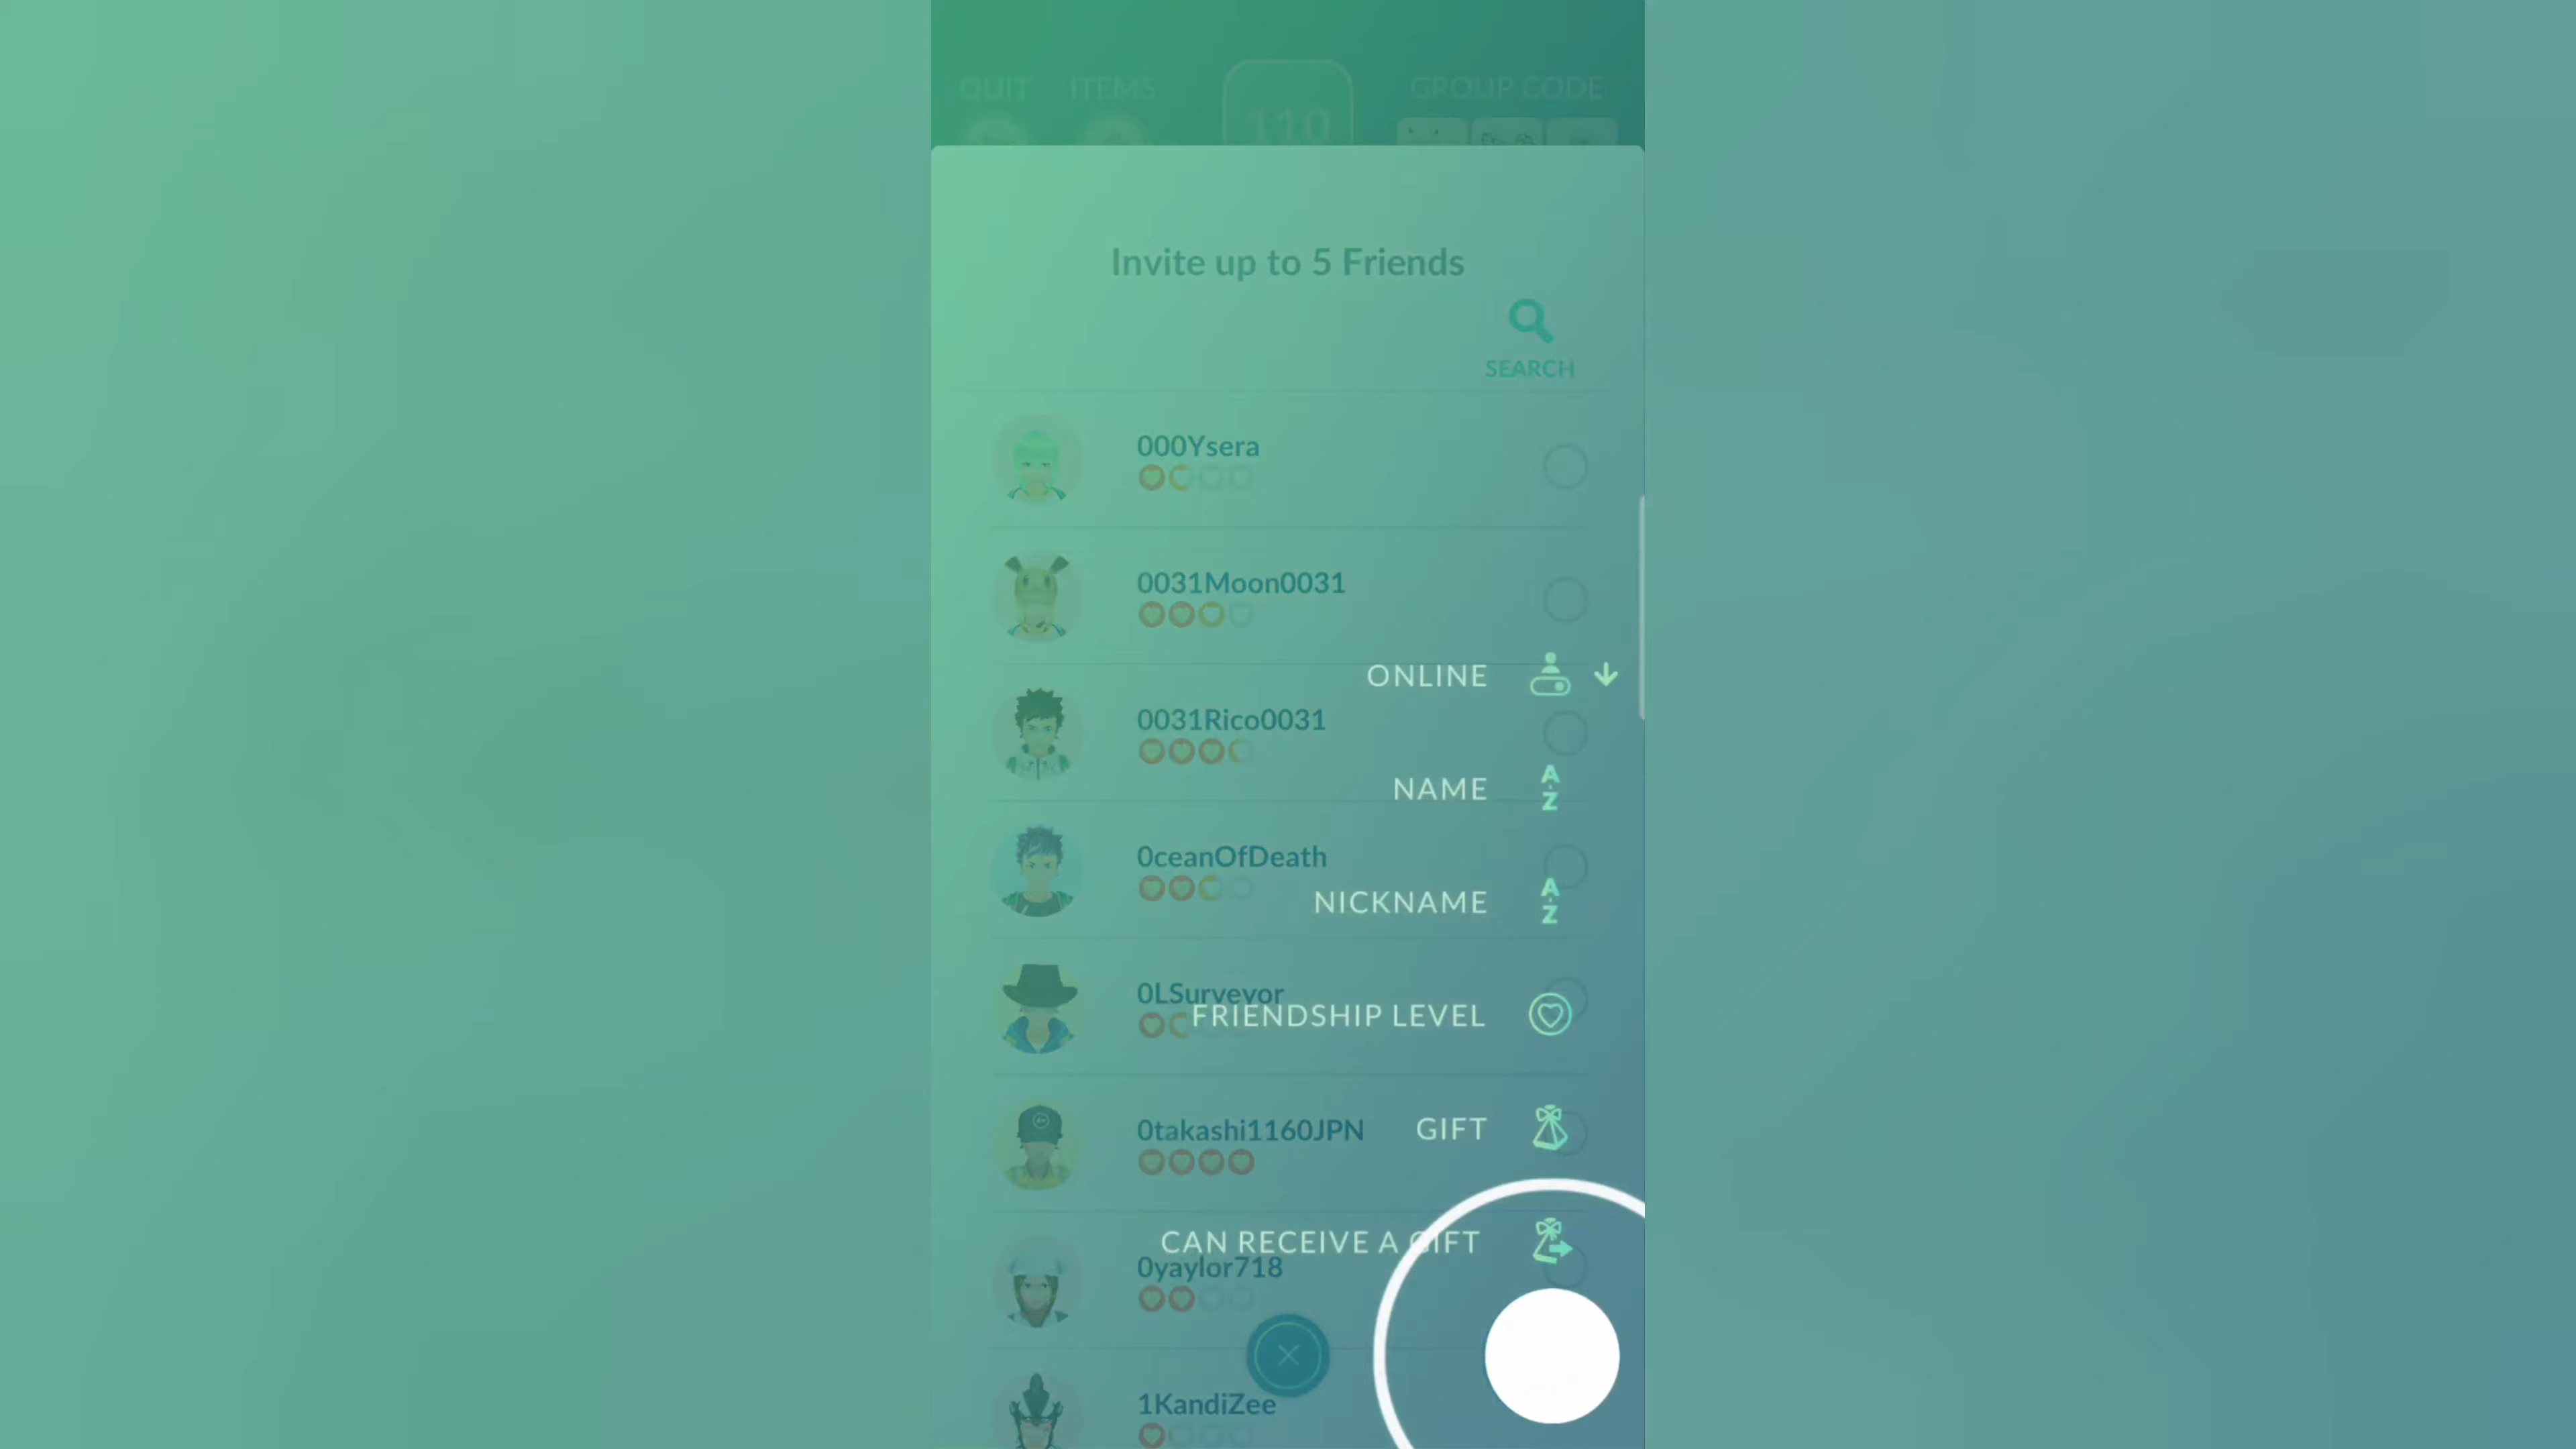 QUIT ITEMS 110 GROUP CODE
Invite up to 5 Friends
SEARCH
000Ysera
0031Moon0031
ONLINE
0031Rico0031
NAME
A-Z
0ceanOfDeath
NICKNAME
A-Z
0LSurveyor
FRIENDSHIP LEVEL
0takashi1160JPN
GIFT
CAN RECEIVE A GIFT
0yaylor718
1KandiZee